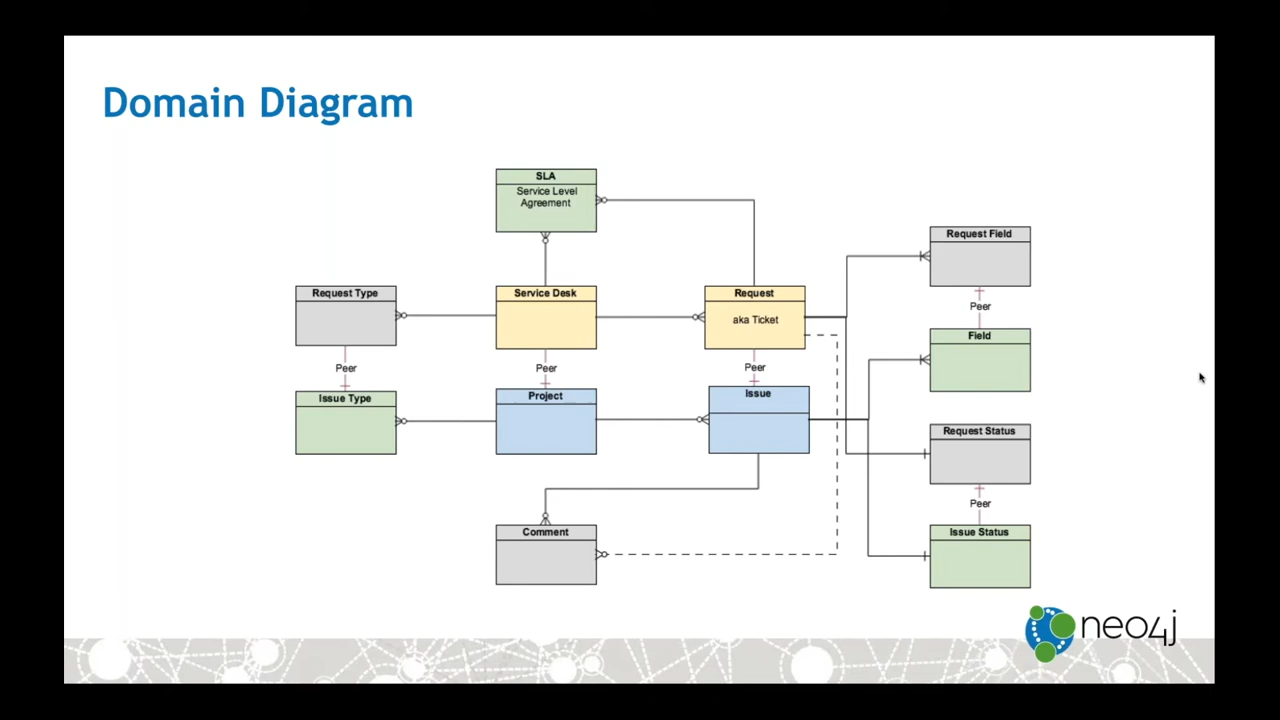 Domain Diagram
SLA
Service Level
Agreement
Request Field
Request Type
Service Desk
Request
Peer
aka Ticket
Field
Peer
Peer
Peer
Issue Type
Project
Issue
Request Status
Peer
Comment
Issue Status
neo4j